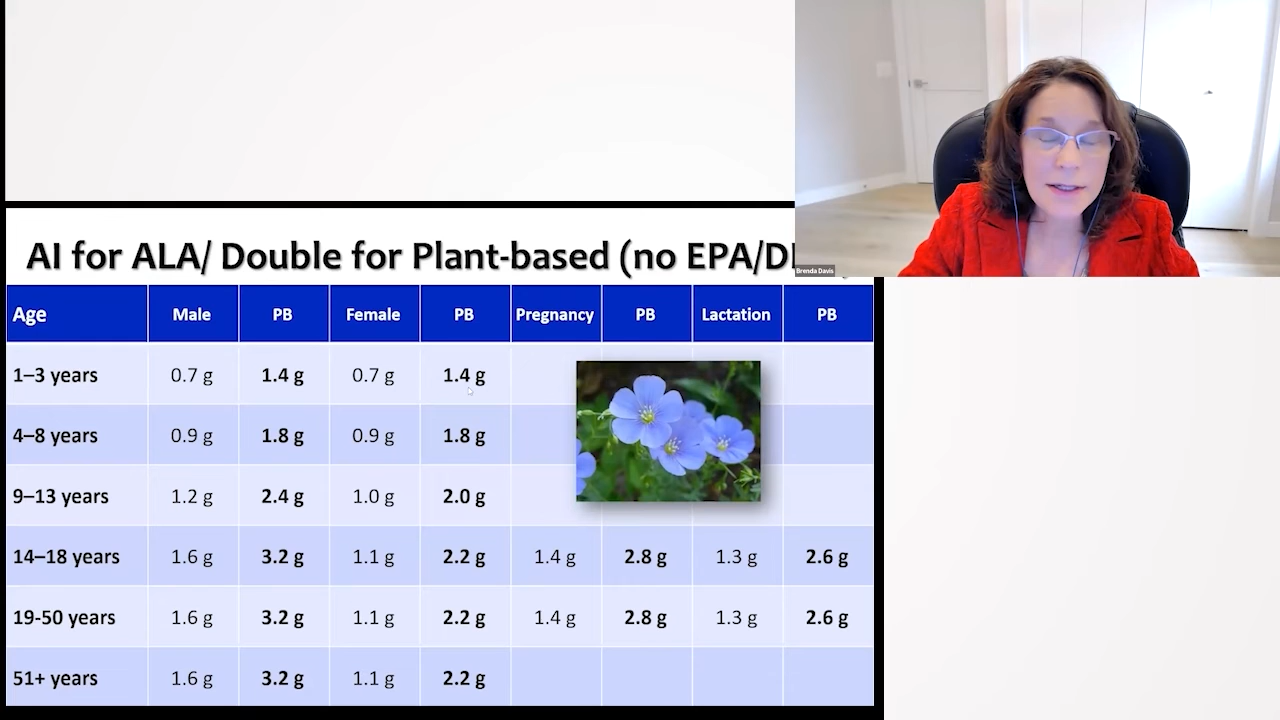 Brenda Davis
AI for ALA/ Double for Plant-based (no EPA/
Age Male PB Female PB Pregnancy PB Lactation PB
1–3 years 0.7 g 1.4 g 0.7 g 1.4 g
4–8 years 0.9 g 1.8 g 0.9 g 1.8 g
9–13 years 1.2 g 2.4 g 1.0 g 2.0 g
14–18 years 1.6 g 3.2 g 1.1 g 2.2 g 1.4 g 2.8 g 1.3 g 2.6 g
19-50 years 1.6 g 3.2 g 1.1 g 2.2 g 1.4 g 2.8 g 1.3 g 2.6 g
51+ years 1.6 g 3.2 g 1.1 g 2.2 g